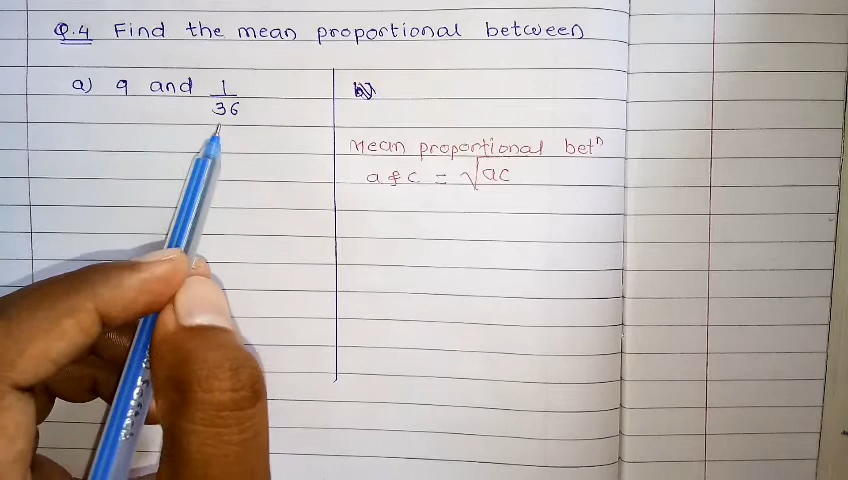 Q.4 Find the mean proportional between
a) 9 and 1/36
Mean proportional betⁿ
a & c = √ac